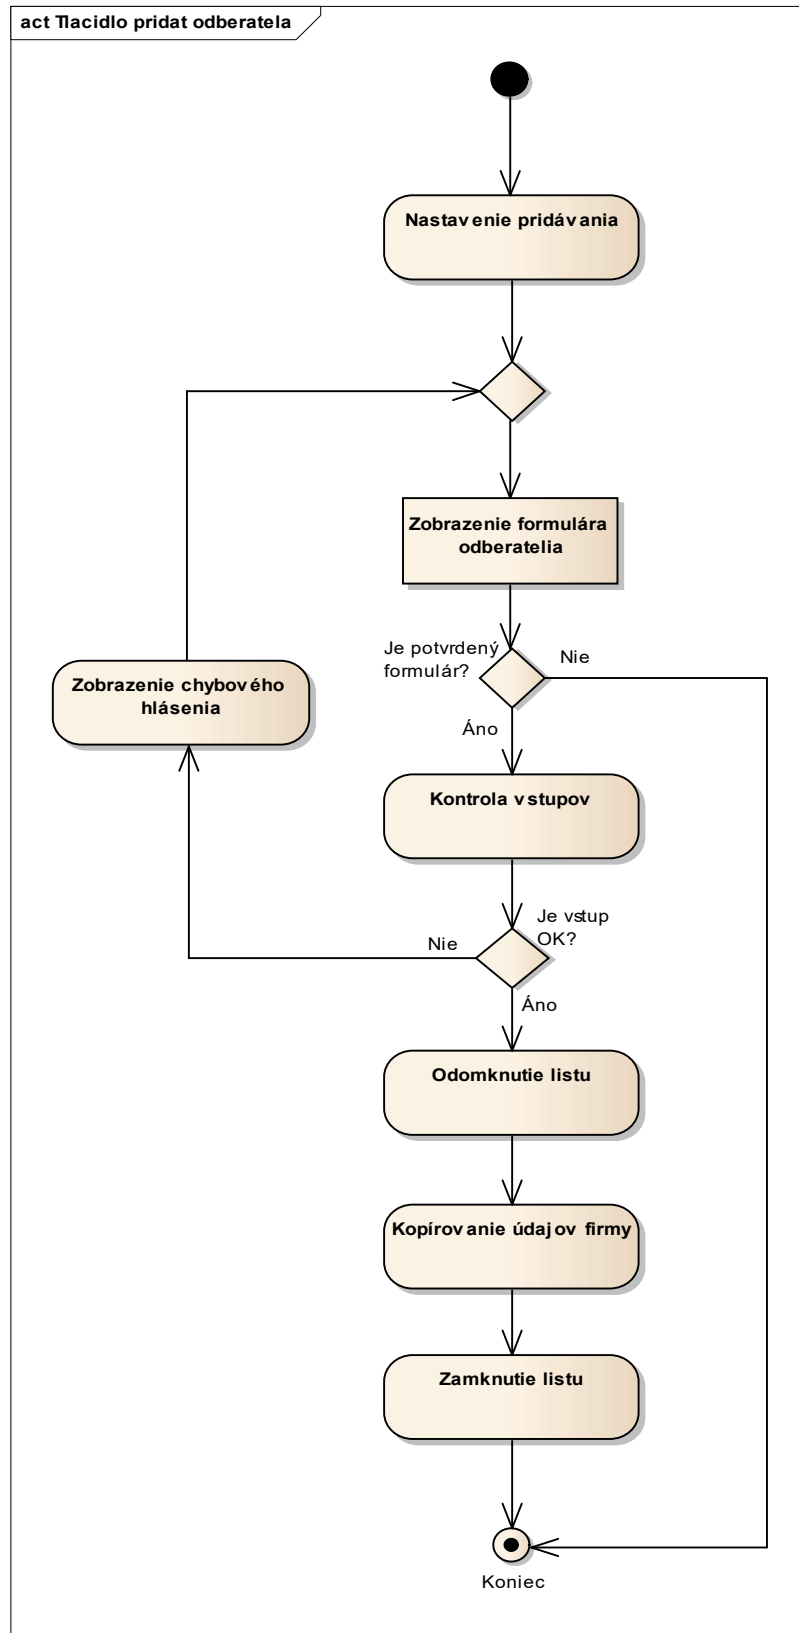 act Tlacidlo pridat odberatela
Nastavenie pridávania
Zobrazenie formulára
odberatelia
Je potvrdený
formulár?
Nie
Zobrazenie chybového
hlásenia
Áno
Kontrola vstupov
Je vstup
OK?
Nie
Áno
Odomknutie listu
Kopírovanie údajov firmy
Zamknutie listu
Koniec